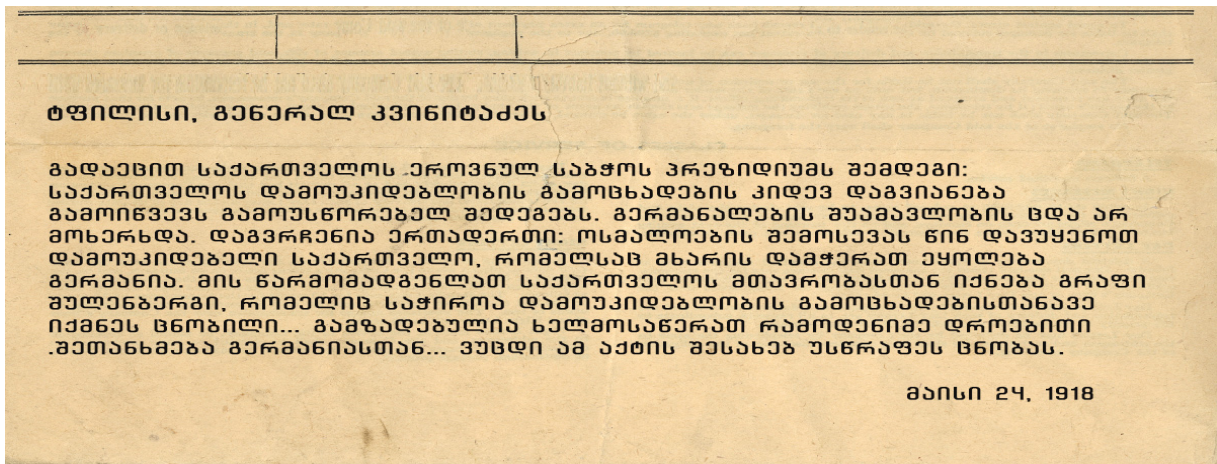 ტფილისი, გენერალ კვინიტაძეს
გადაეცით საქართველოს ეროვნულ საბჭოს პრეზიდიუმს შემდეგი:
საქართველოს დამოუკიდებლობის გამოცხადების კიდევ დაგვიანება
გამოიწვევს გამოუსწორებელ შედეგებს. გერმანალების შუამავლობის ცდა არ
მოხერხდა. დაგვრჩენია ერთადერთი: ოსმალოების შემოსევას წინ დავუყენოთ
დამოუკიდებელი საქართველო, რომელსაც მხარის დამჭერათ ეყოლება
გერმანია. მის წარმომადგენლათ საქართველოს მთავრობასთან იქნება გრაფი
შულენბერგი, რომელიც საჭიროა დამოუკიდებლობის გამოცხადებისთანავე
იქმნეს ცნობილი... გამზადებულია ხელმოსაწერათ რამოდენიმე დროებითი
.შეთანხმება გერმანიასთან... ვუცდი ამ აქტის შესახებ უსწრაფეს ცნობას.
მაისი 24, 1918